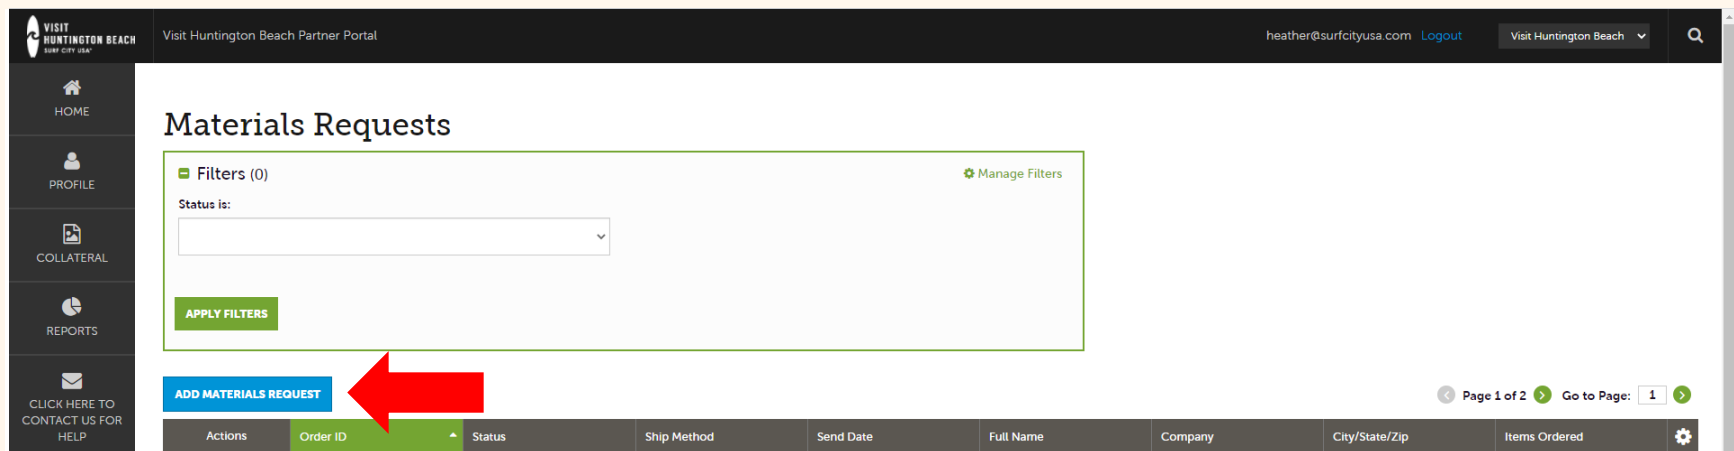 VISIT
HUNTINGTON BEACH
SURF CITY USA®
Visit Huntington Beach Partner Portal
heather@surfcityusa.com Logout
Visit Huntington Beach
HOME
PROFILE
COLLATERAL
REPORTS
CLICK HERE TO
CONTACT US FOR
HELP
Materials Requests
Filters (0)
Manage Filters
Status is:
APPLY FILTERS
ADD MATERIALS REQUEST
Page 1 of 2 Go to Page: 1
Actions Order ID Status Ship Method Send Date Full Name Company City/State/Zip Items Ordered